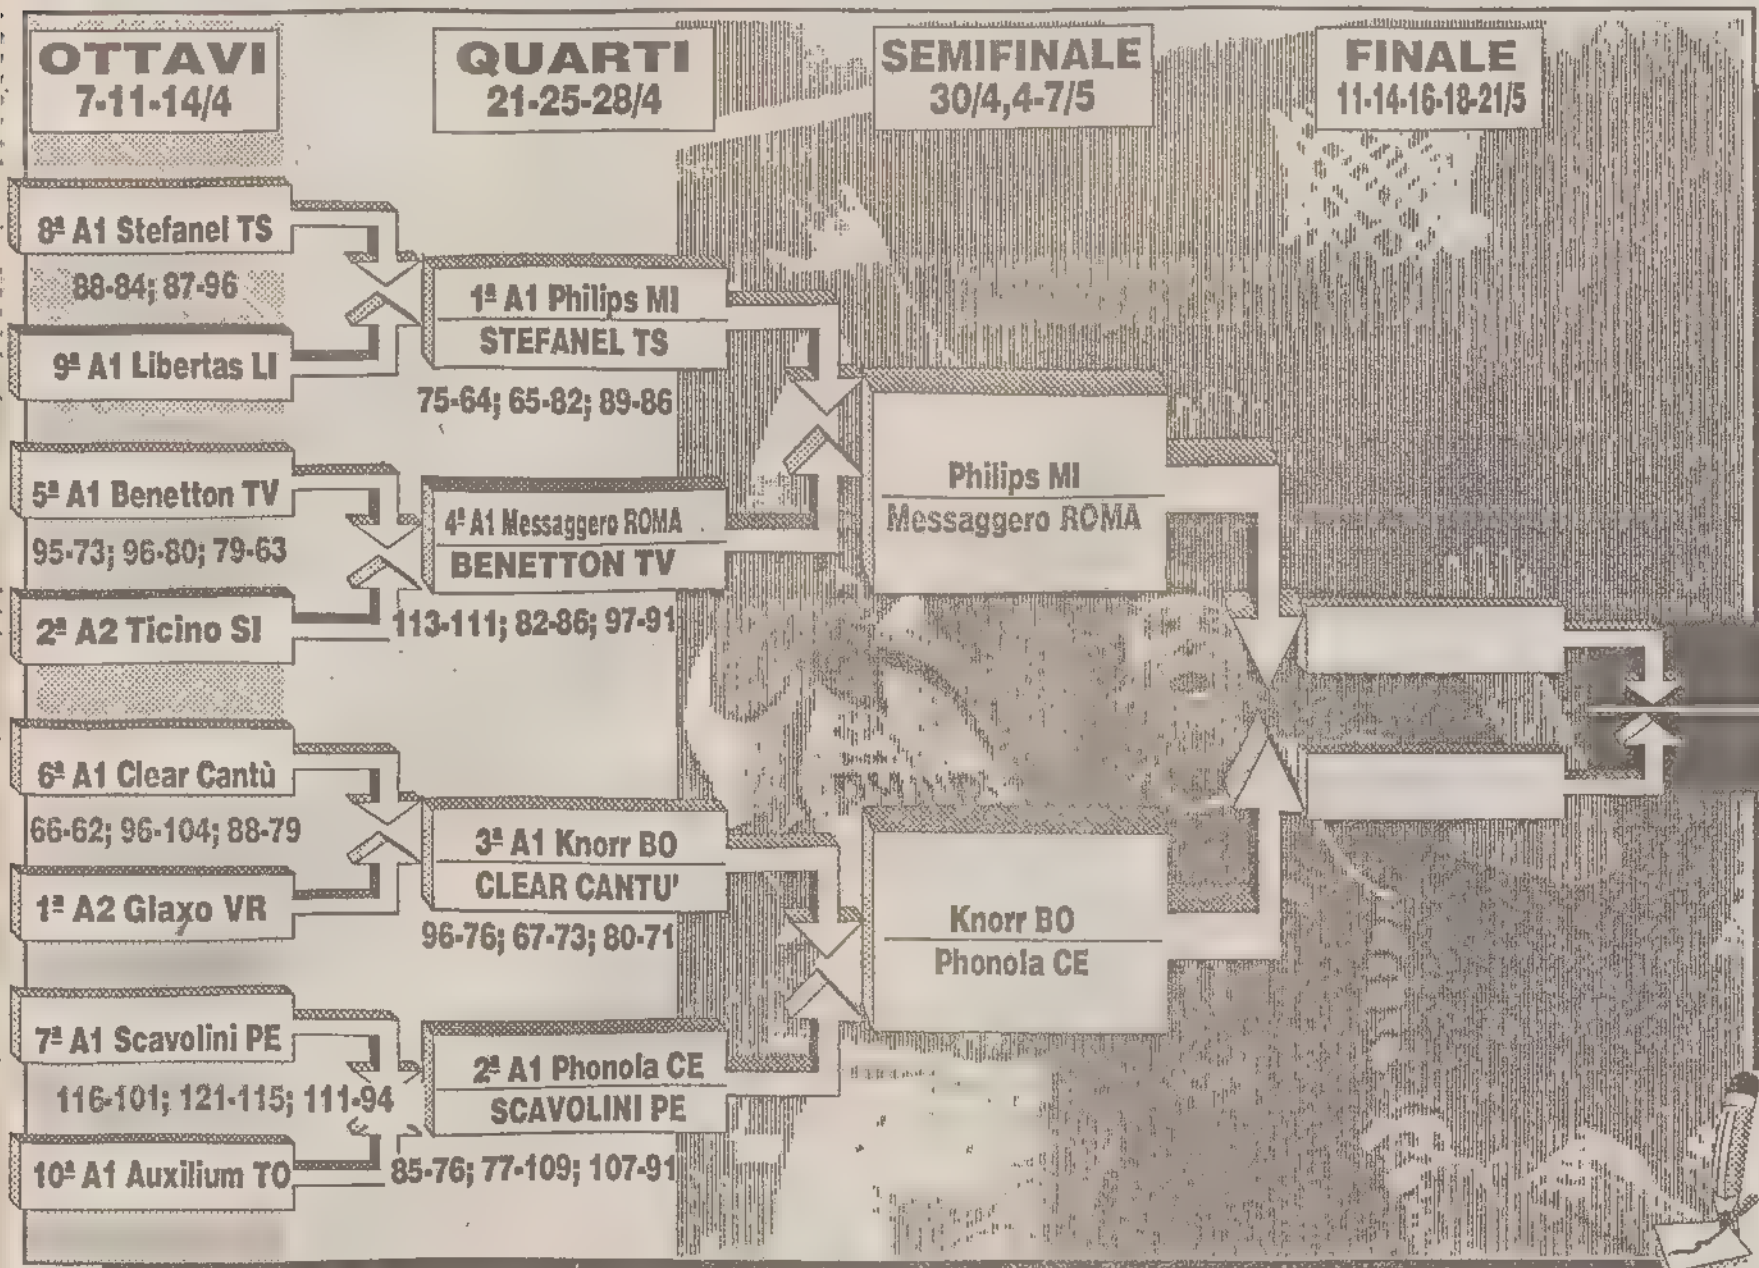 OTTAVI
7-11-14/4
8ª A1 Stefanel TS
88-84; 87-96
9ª A1 Libertas LI
5ª A1 Benetton TV
95-73; 96-80; 79-63
2ª A2 Ticino SI
6ª A1 Clear Cantù
66-62; 96-104; 88-79
1ª A2 Glaxo VR
7ª A1 Scavolini PE
116-101; 121-115; 111-94
10ª A1 Auxilium TO
QUARTI
21-25-28/4
1ª A1 Philips MI
STEFANEL TS
75-64; 65-82; 89-86
4ª A1 Messaggero ROMA
BENETTON TV
113-111; 82-86; 97-91
3ª A1 Knorr BO
CLEAR CANTU'
96-76; 67-73; 80-71
2ª A1 Phonola CE
SCAVOLINI PE
85-76; 77-109; 107-91
SEMIFINALE
30/4,4-7/5
Philips MI
Messaggero ROMA
Knorr BO
Phonola CE
FINALE
11-14-16-18-21/5